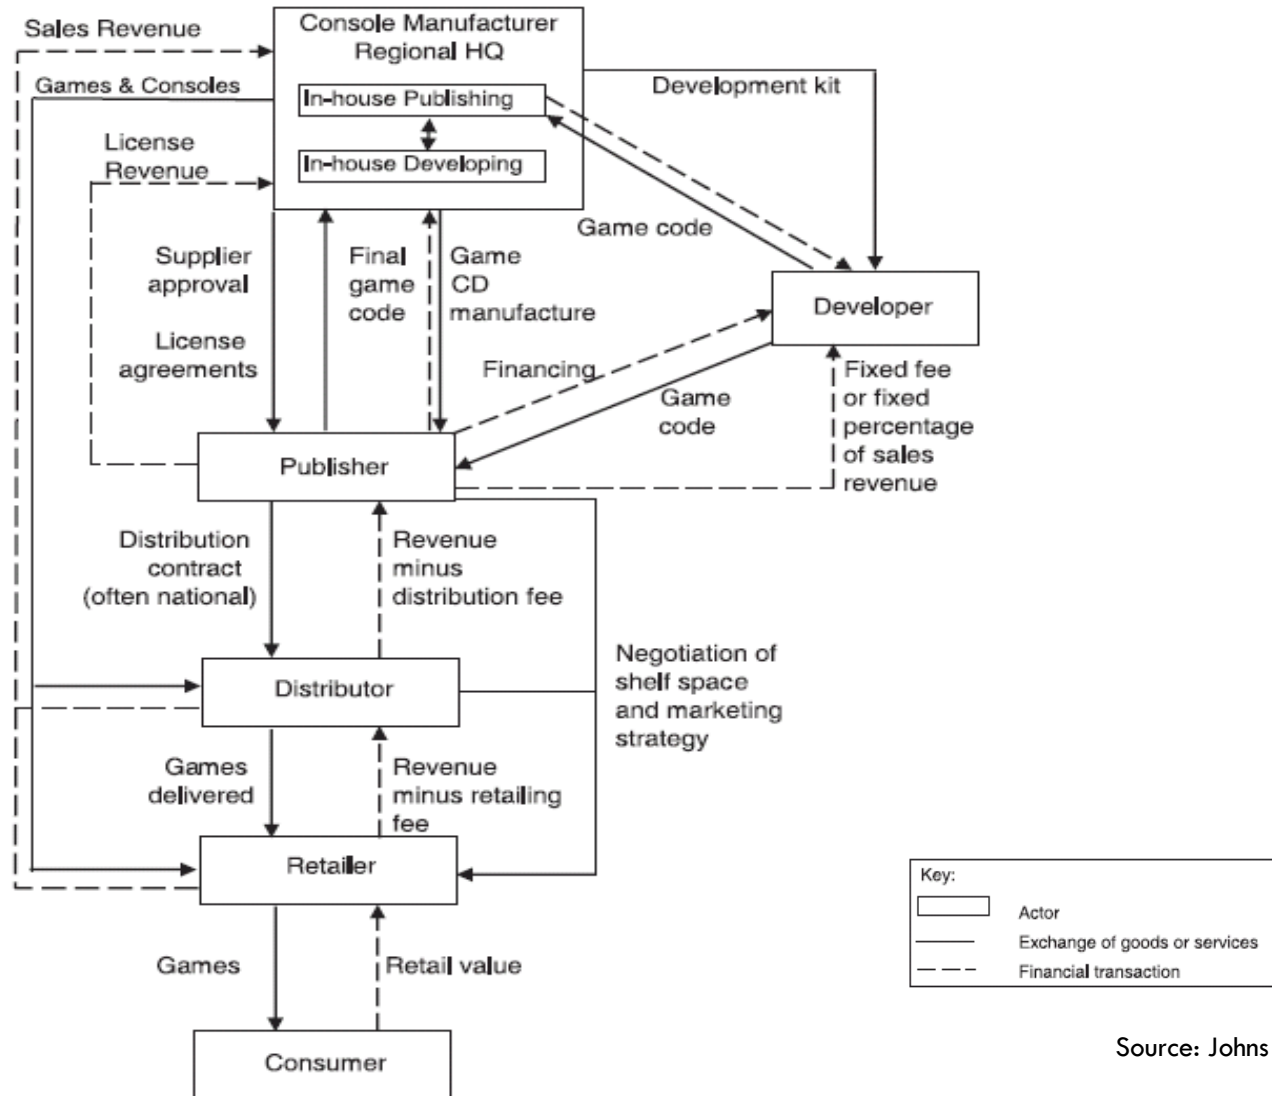 Sales Revenue
Console Manufacturer
Regional HQ
Games & Consoles
In-house Publishing
In-house Developing
Development kit
License
Revenue
Game code
Supplier
approval
License
agreements
Final
game
code
Game
CD
manufacture
Developer
Financing
Game
code
Fixed fee
or fixed
percentage
of sales
revenue
Publisher
Distribution
contract
(often national)
Revenue
minus
distribution fee
Negotiation of
shelf space
and marketing
strategy
Distributor
Games
delivered
Revenue
minus retailing
fee
Retailer
Games
Retail value
Consumer
Key:
Actor
Exchange of goods or services
Financial transaction
Source: Johns